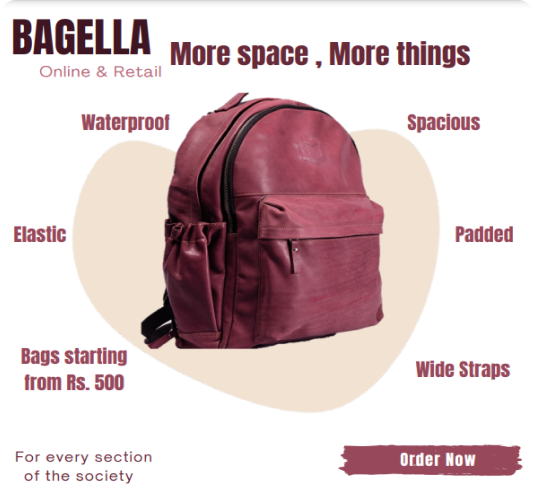 BAGELLA
Online & Retail
More space , More things
Waterproof
Spacious
Elastic
Padded
Bags starting
from Rs. 500
Wide Straps
For every section
of the society
Order Now